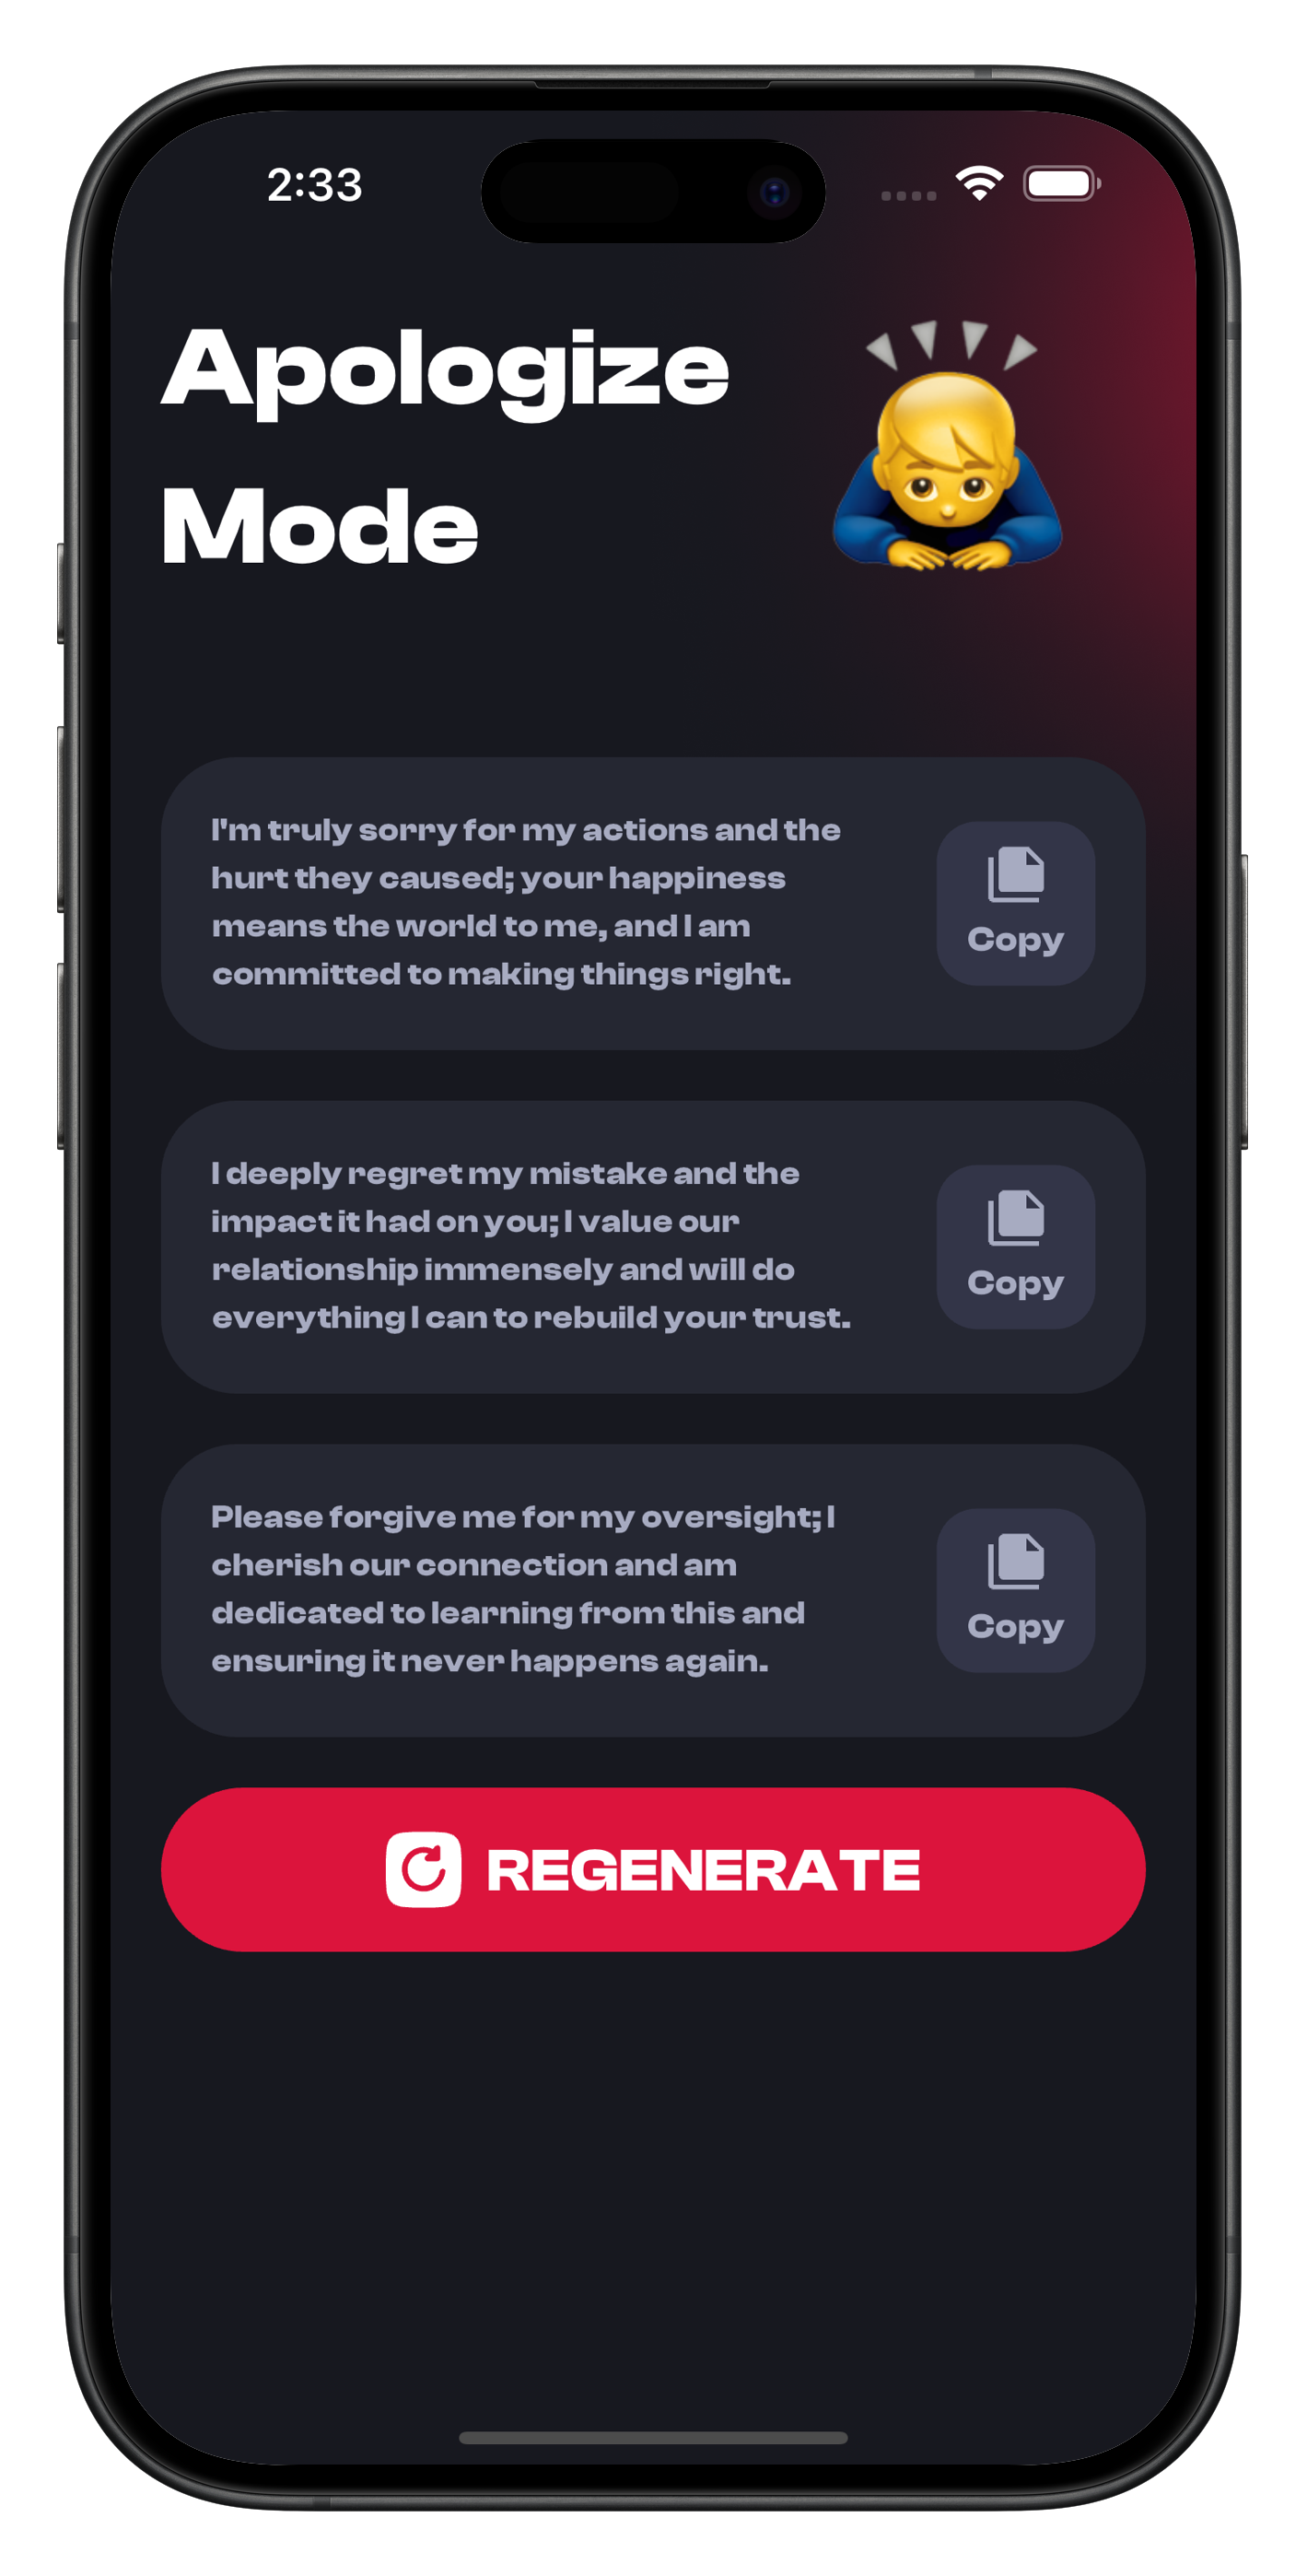 2:33
Apologize
Mode
I'm truly sorry for my actions and the
hurt they caused; your happiness
means the world to me, and I am
committed to making things right.
Copy
I deeply regret my mistake and the
impact it had on you; I value our
relationship immensely and will do
everything I can to rebuild your trust.
Copy
Please forgive me for my oversight; I
cherish our connection and am
dedicated to learning from this and
ensuring it never happens again.
Copy
REGENERATE